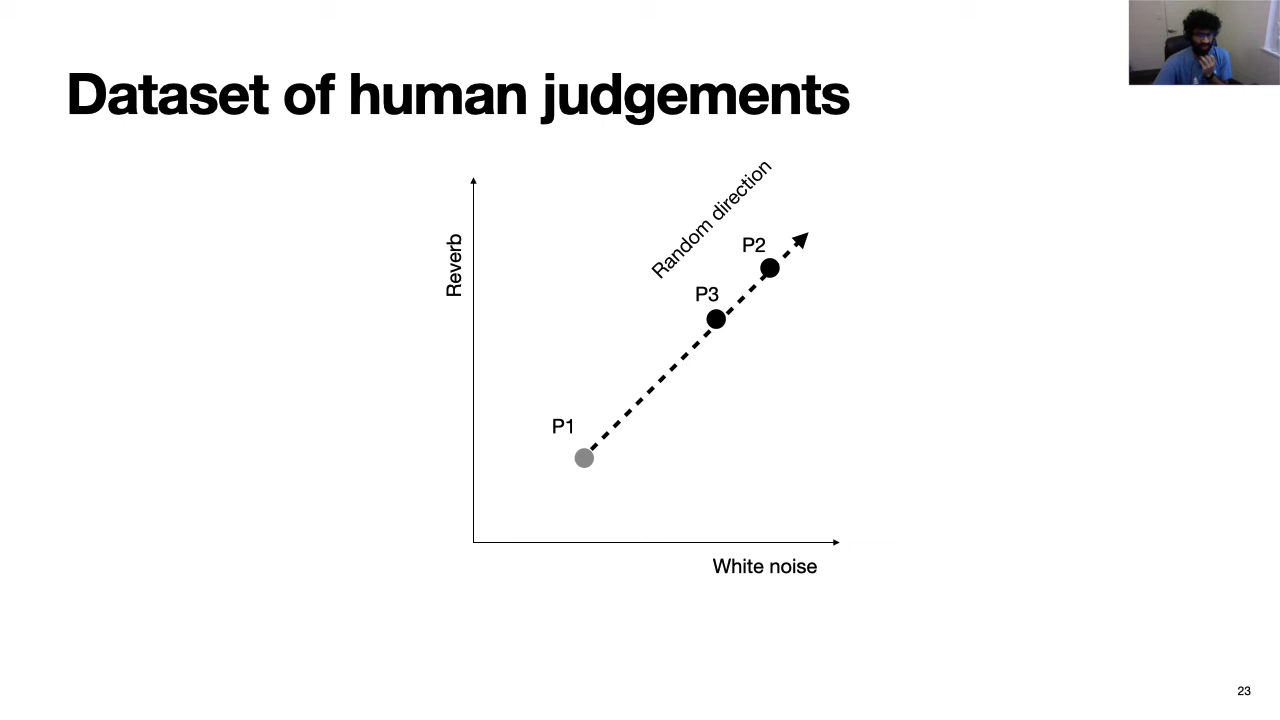 Dataset of human judgements
Random direction
P2
Reverb
P3
P1
White noise
23